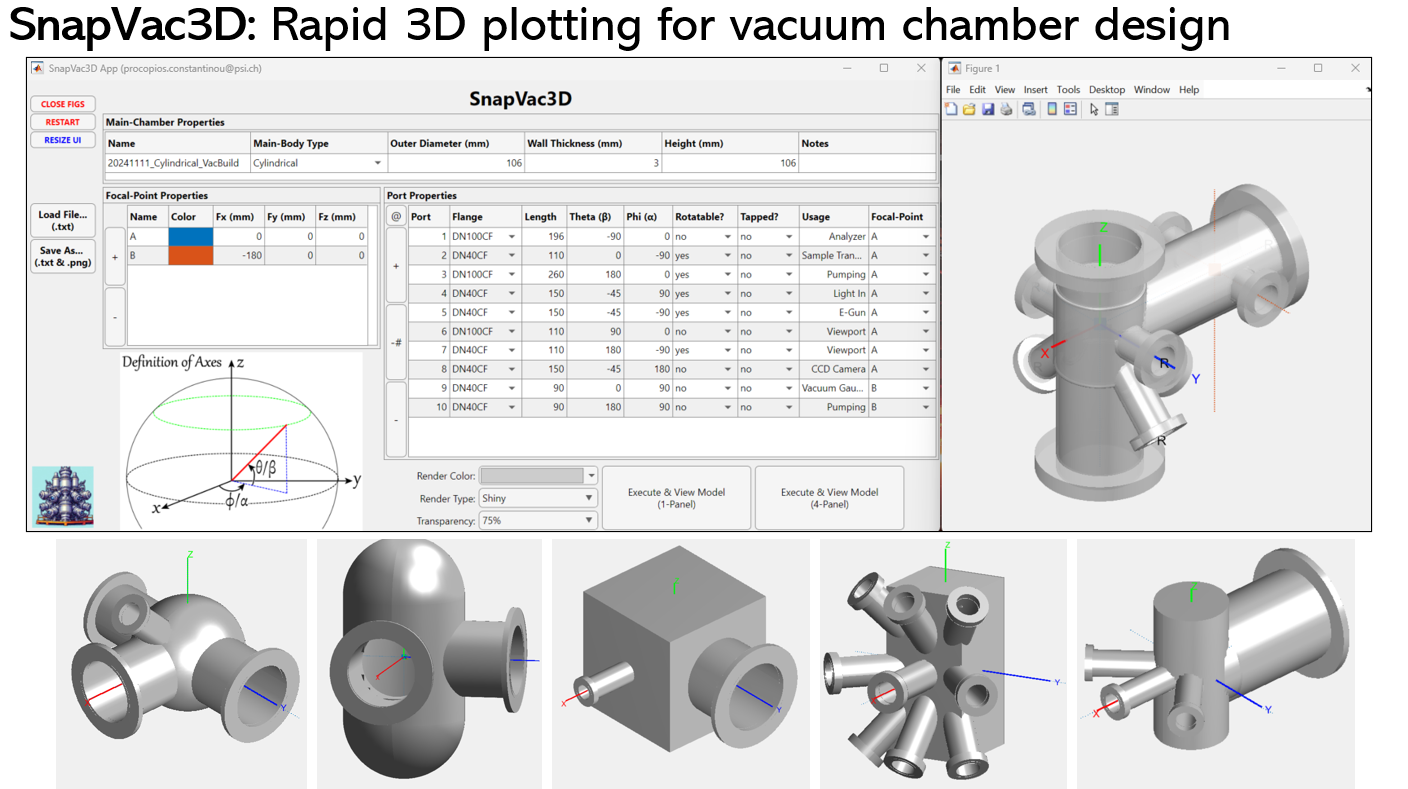 SnapVac3D: Rapid 3D plotting for vacuum chamber design
SnapVac3D App (procopios.constantinou@psi.ch)
SnapVac3D
CLOSE FIGS
RESTART
RESIZE UI
Main-Chamber Properties
Name Main-Body Type Outer Diameter (mm) Wall Thickness (mm) Height (mm) Notes
20241111_Cylindrical_VacBuild Cylindrical 106 3 106
Load File...
(.txt)
Save As...
(.txt & .png)
Focal-Point Properties
Name Color Fx (mm) Fy (mm) Fz (mm)
A 0 0 0
B -180 0 0
+
-
Port Properties
@ Port Flange Length Theta (β) Phi (α) Rotatable? Tapped? Usage Focal-Point
1 DN100CF 196 -90 0 no no Analyzer A
2 DN40CF 110 0 -90 yes no Sample Tran... A
3 DN100CF 260 180 0 yes no Pumping A
4 DN40CF 150 -45 90 yes no Light In A
5 DN40CF 150 -45 -90 yes no E-Gun A
6 DN100CF 110 90 0 no no Viewport A
7 DN40CF 110 180 -90 yes no Viewport A
8 DN40CF 150 -45 180 no no CCD Camera A
9 DN40CF 90 0 90 no no Vacuum Gau... B
10 DN40CF 90 180 90 no no Pumping B
+
-#
-
Definition of Axes
z
θ/β
y
ϕ/α
x
Render Color:
Render Type: Shiny
Transparency: 75%
Execute & View Model
(1-Panel)
Execute & View Model
(4-Panel)
Figure 1
File Edit View Insert Tools Desktop Window Help
Z
X
R
Y
R
Z
Y
X
Y
X
Y
Z
X
Y
X
Y